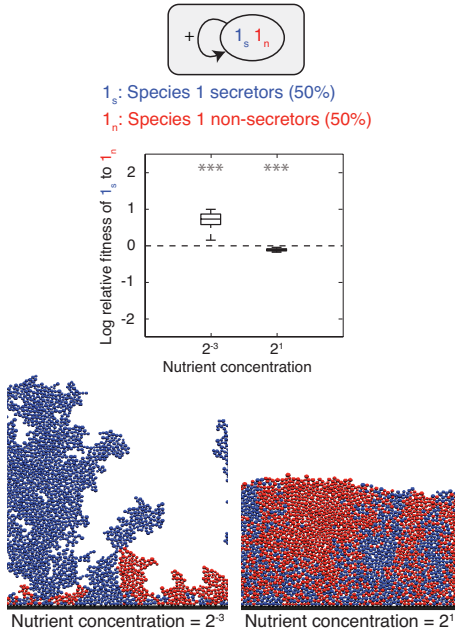 + 1s 1n
1s: Species 1 secretors (50%)
1n: Species 1 non-secretors (50%)
Log relative fitness of 1s to 1n
*** ***
2
1
0
-1
-2
2-3 21
Nutrient concentration
Nutrient concentration = 2-3 Nutrient concentration = 21